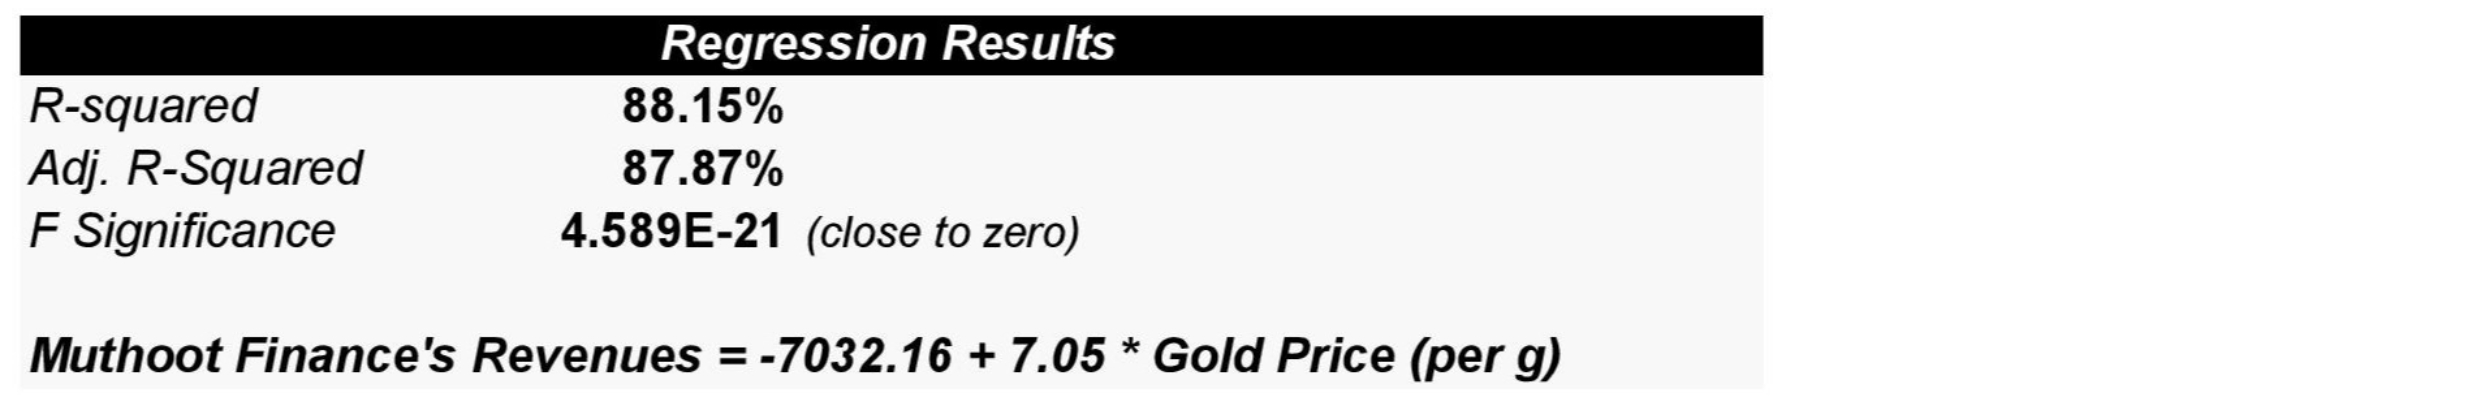 Regression Results
R-squared 88.15%
Adj. R-Squared 87.87%
F Significance 4.589E-21 (close to zero)
Muthoot Finance's Revenues = -7032.16 + 7.05 * Gold Price (per g)